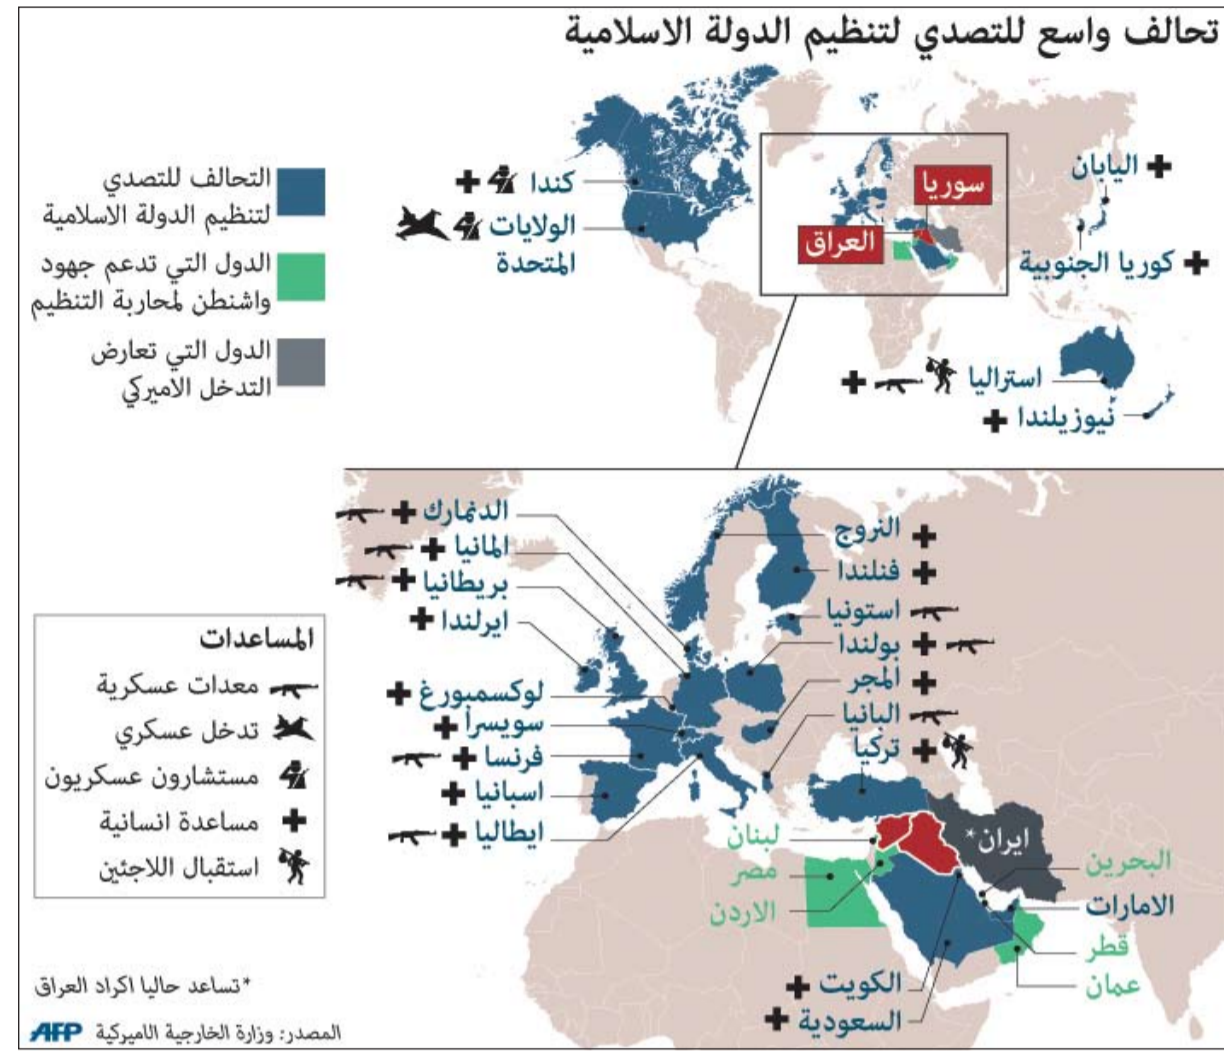 تحالف واسع للتصدي لتنظيم الدولة الاسلامية
التحالف للتصدي
لتنظيم الدولة الاسلامية
الدول التي تدعم جهود
واشنطن لمحاربة التنظيم
الدول التي تعارض
التدخل الاميركي
كندا
الولايات
المتحدة
سوريا
العراق
اليابان
كوريا الجنوبية
استراليا
نيوزيلندا
الدنمارك
المانيا
بريطانيا
ايرلندا
لوكسمبورغ
سويسرا
فرنسا
اسبانيا
ايطاليا
النروج
فنلندا
استونيا
بولندا
المجر
البانيا
تركيا
لبنان
مصر
الاردن
ايران*
البحرين
الامارات
قطر
عمان
الكويت
السعودية
المساعدات
معدات عسكرية
تدخل عسكري
مستشارون عسكريون
مساعدة انسانية
استقبال اللاجئين
*تساعد حاليا اكراد العراق
المصدر: وزارة الخارجية الاميركية AFP